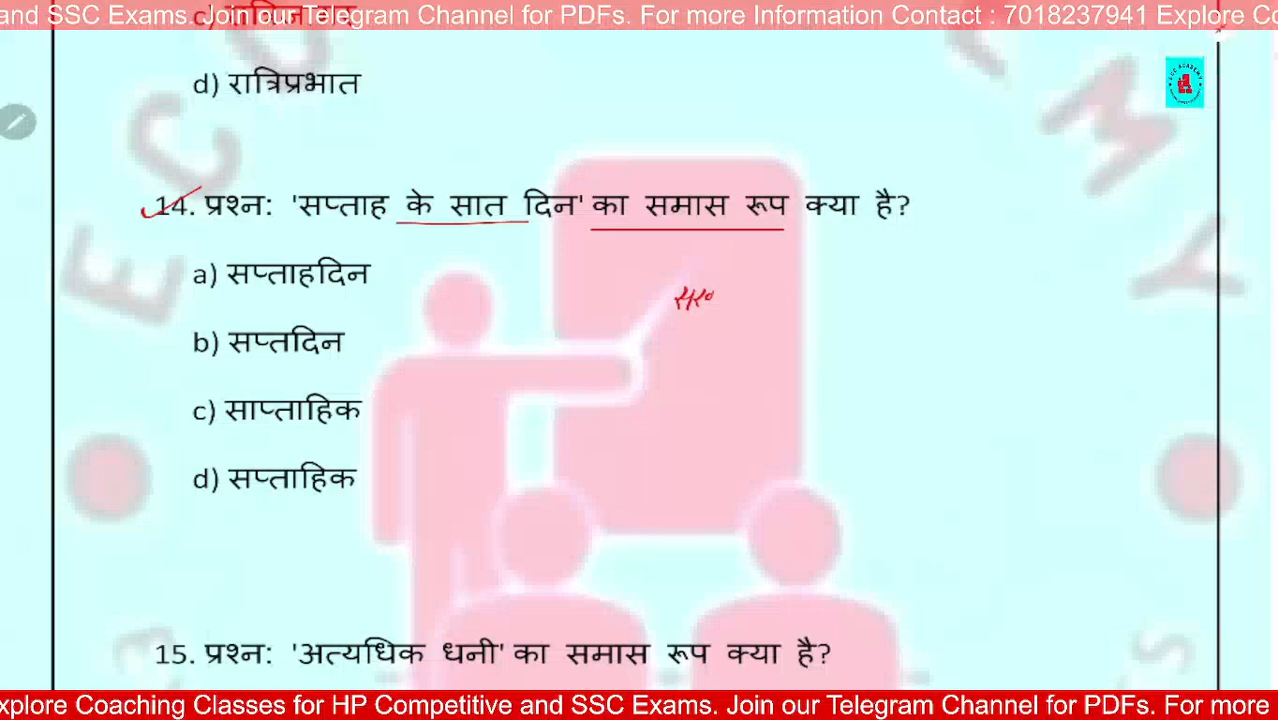 and SSC Exams. Join our Telegram Channel for PDFs. For more Information Contact : 7018237941 Explore Co
d) रात्रिप्रभात
14. प्रश्न: 'सप्ताह के सात दिन' का समास रूप क्या है?
a) सप्ताहदिन
b) सप्तदिन
c) साप्ताहिक
d) सप्ताहिक
15. प्रश्न: 'अत्यधिक धनी' का समास रूप क्या है?
xplore Coaching Classes for HP Competitive and SSC Exams. Join our Telegram Channel for PDFs. For more